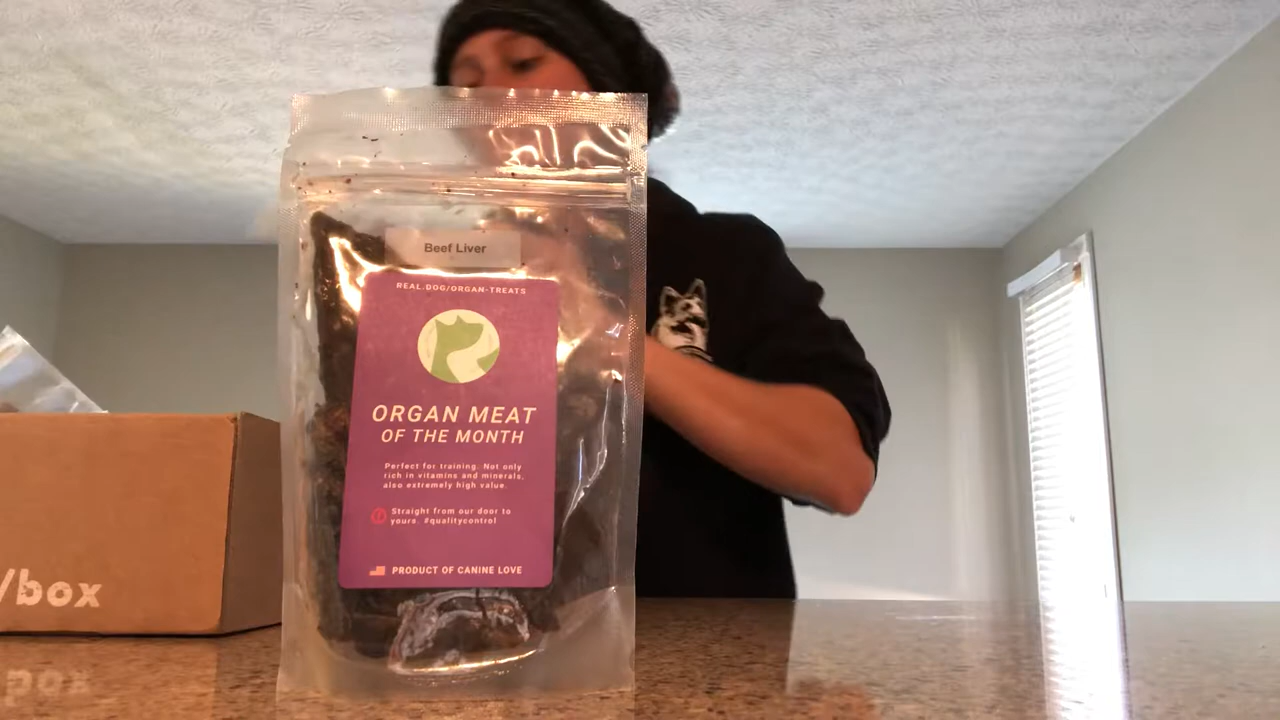 Beef Liver
REAL.DOG/ORGAN-TREATS
ORGAN MEAT
OF THE MONTH
Perfect for training. Not only
rich in vitamins and minerals,
also extremely high value.
Straight from our door to
yours. #qualitycontrol
PRODUCT OF CANINE LOVE
/box